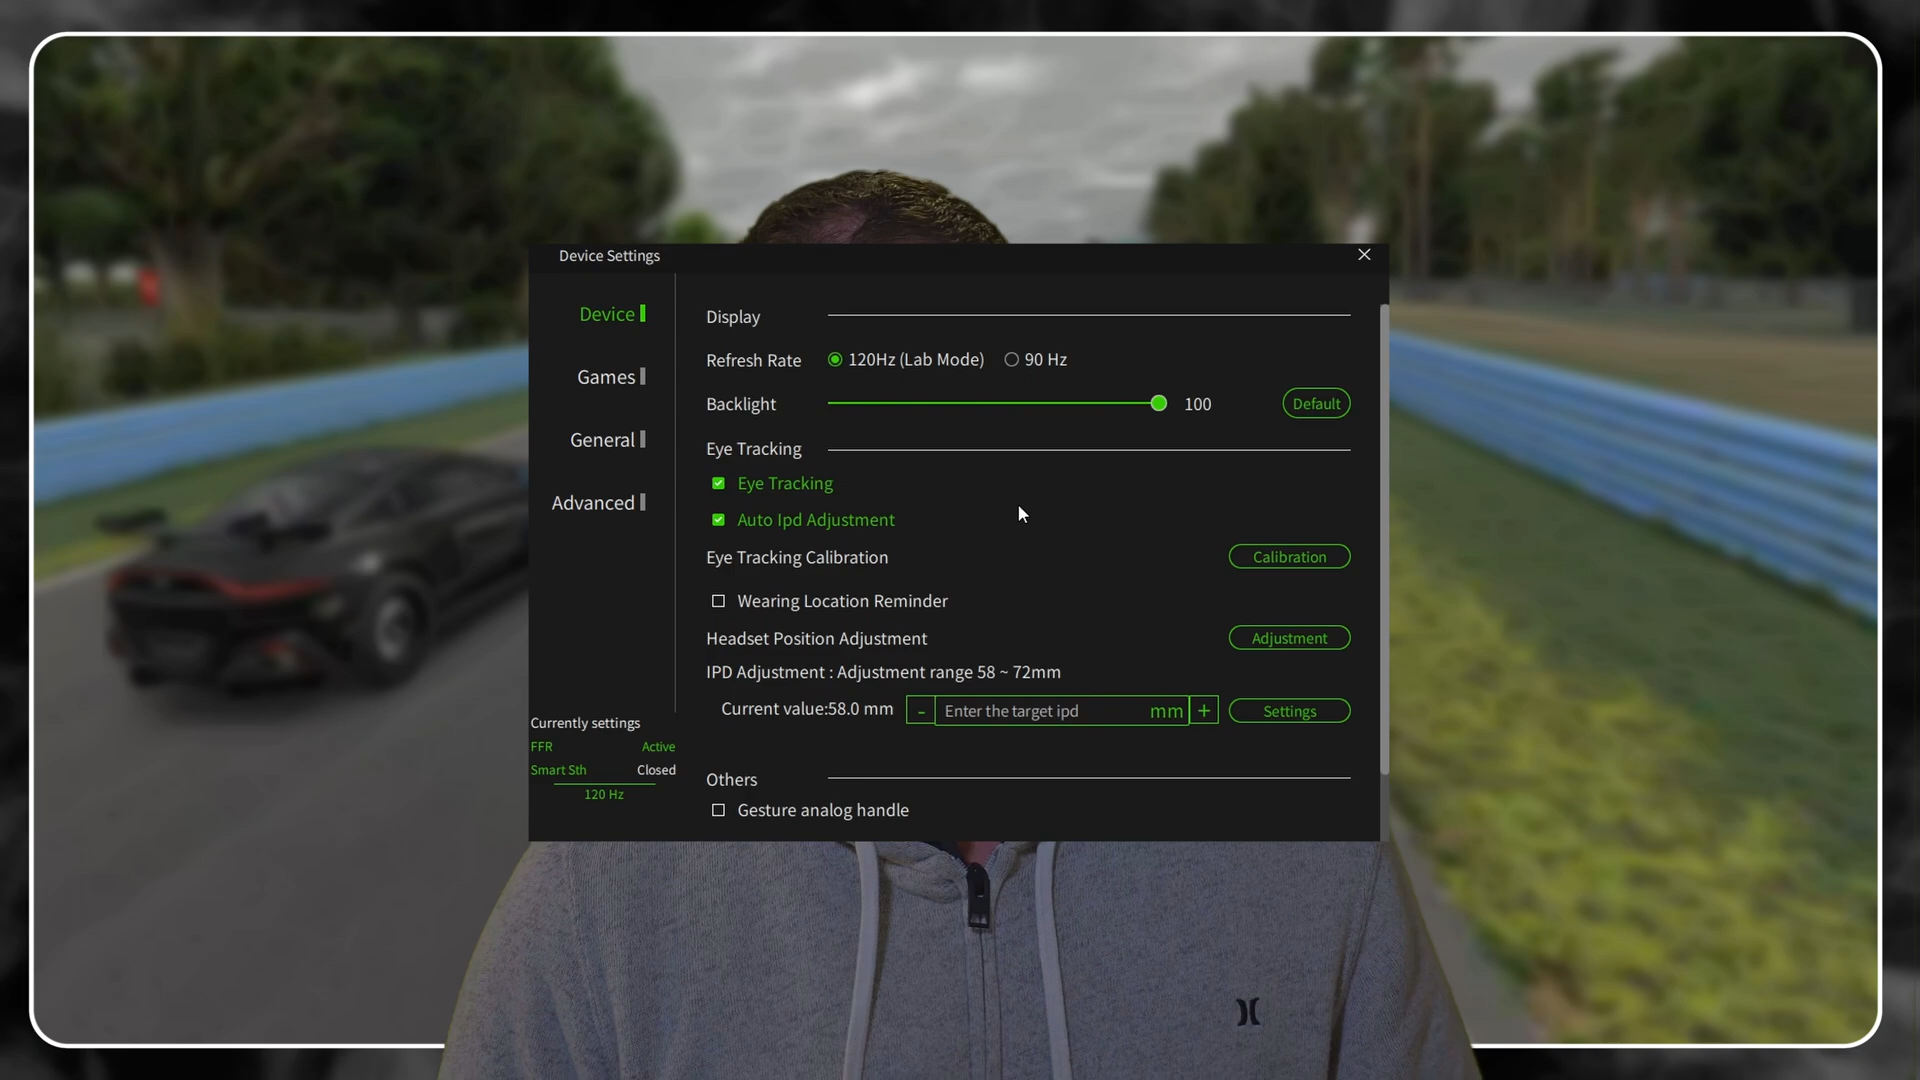 Device Settings
Device
Games
General
Advanced
Currently settings
FFR Active
Smart Sth Closed
120 Hz
Display
Refresh Rate 120Hz (Lab Mode) 90 Hz
Backlight 100 Default
Eye Tracking
Eye Tracking
Auto Ipd Adjustment
Eye Tracking Calibration Calibration
Wearing Location Reminder
Headset Position Adjustment Adjustment
IPD Adjustment : Adjustment range 58 ~ 72mm
Current value:58.0 mm - Enter the target ipd mm + Settings
Others
Gesture analog handle